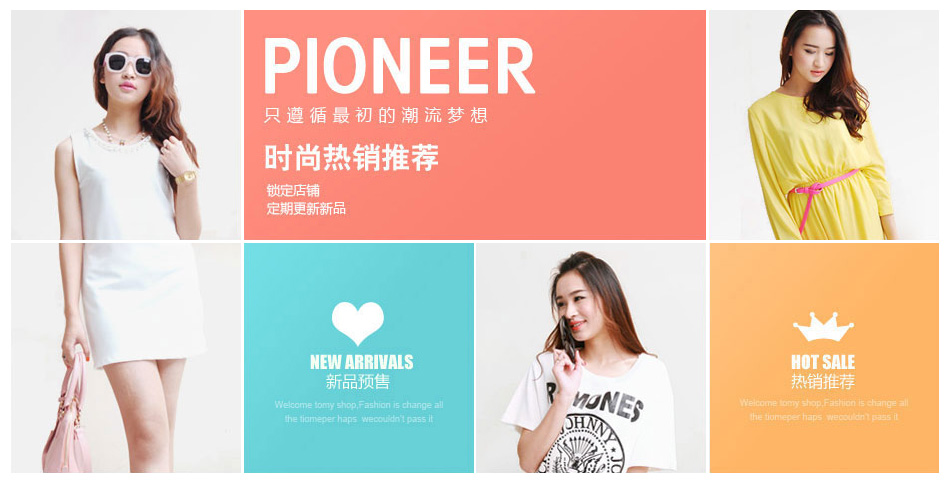 PIONEER
只遵循最初的潮流梦想
时尚热销推荐
锁定店铺
定期更新新品
NEW ARRIVALS
新品预售
Welcome tomy shop,Fashion is change all
the tiomeper haps wecouldn't pass it
RAMONES
JOHNNY
HOT SALE
热销推荐
Welcome tomy shop,Fashion is change all
the tiomeper haps wecouldn't pass it